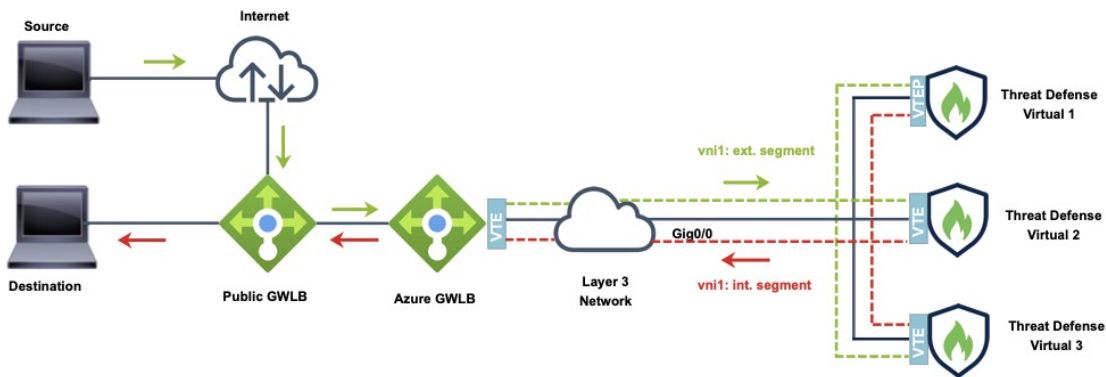 Source
Internet
VTEP
Threat Defense
Virtual 1
vni1: ext. segment
VTE
VTE
Threat Defense
Virtual 2
Gig0/0
Destination
Public GWLB
Azure GWLB
Layer 3
Network
vni1: int. segment
VTE
Threat Defense
Virtual 3